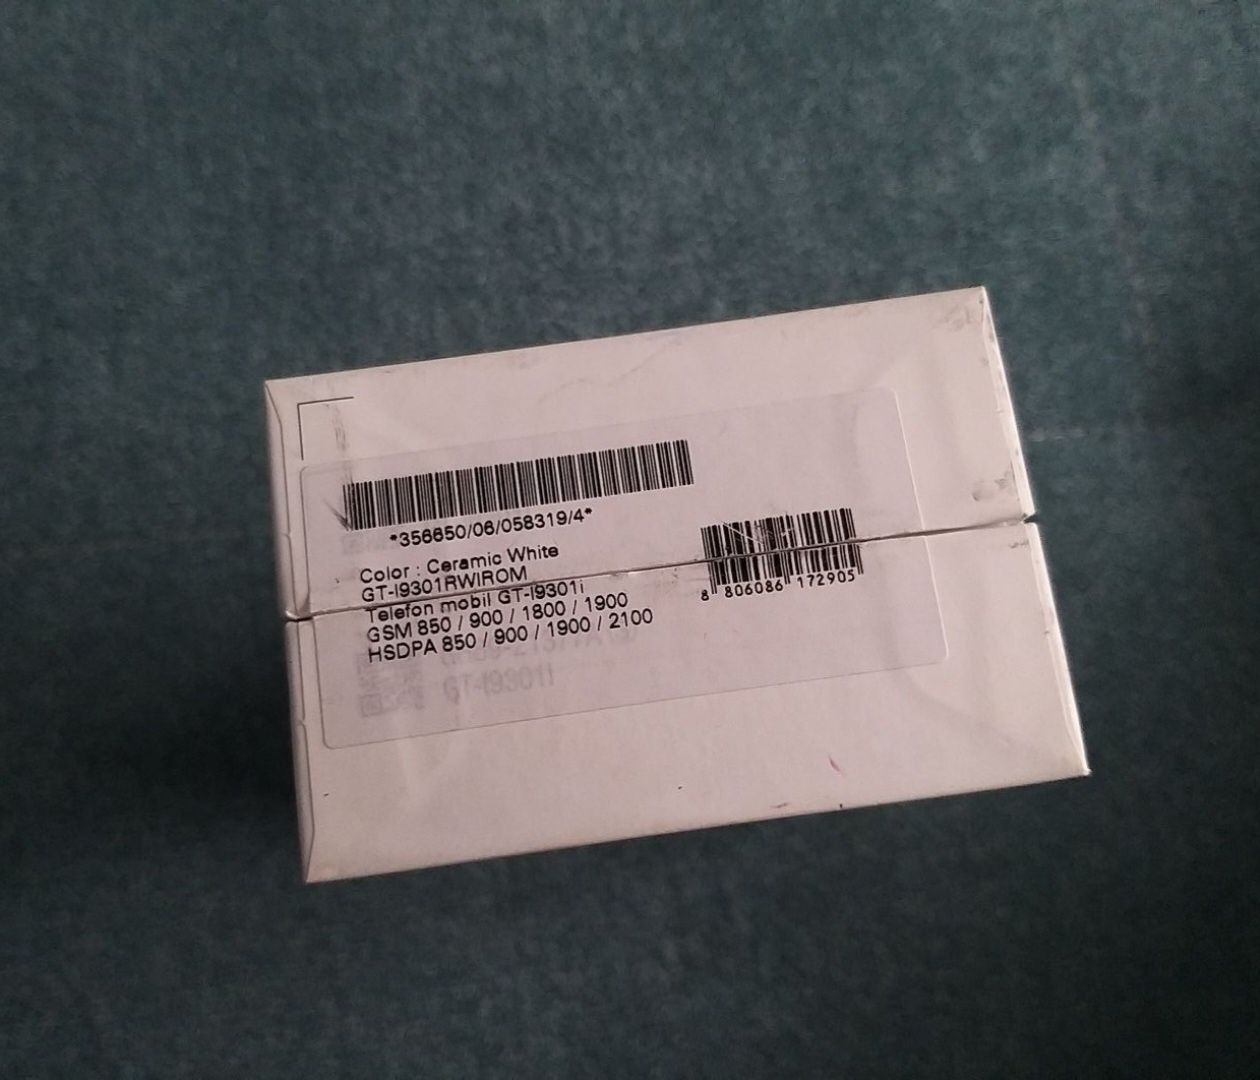 *356650/06/058319/4*
Color : Ceramic White
GT-I9301RWIROM
Telefon mobil GT-I9301i
GSM 850 / 900 / 1800 / 1900
HSDPA 850 / 900 / 1900 / 2100
8 806086 172905
GT-I9301I